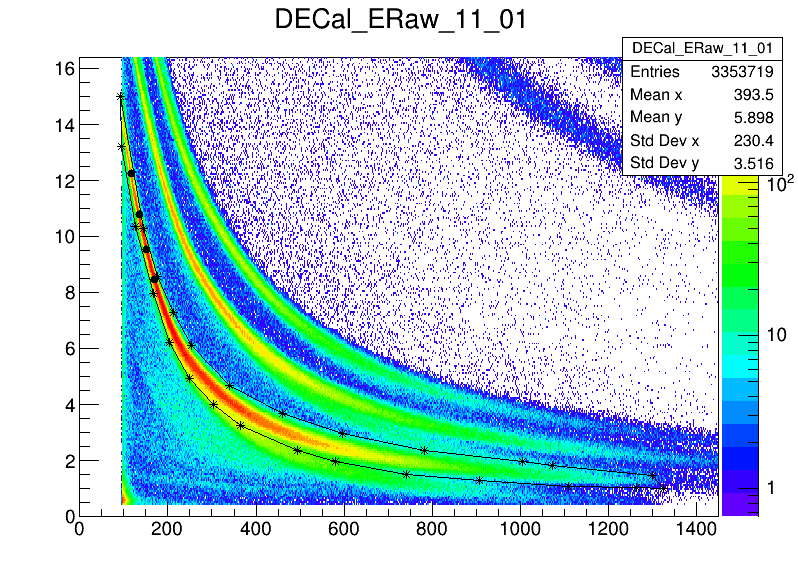 DECal_ERaw_11_01
DECal_ERaw_11_01
Entries 3353719
Mean x 393.5
Mean y 5.898
Std Dev x 230.4
Std Dev y 3.516
16
14
12
10
8
6
4
2
0
0 200 400 600 800 1000 1200 1400
10²
10
1